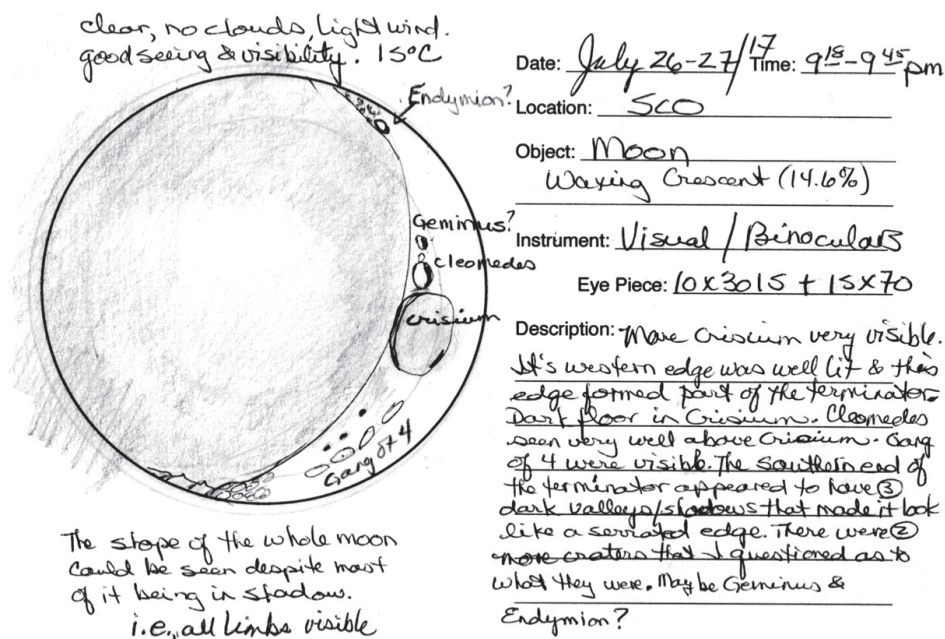 clear, no clouds, light wind.
good seeing & visibility. 15°C
Endymion?
Geminus?
Cleomedes
Crisium
Gang of 4
The shape of the whole moon
could be seen despite most
of it being in shadow.
i.e., all limbs visible
Date: July 26-27/17 Time: 9 18 - 9 45 pm
Location: SCO
Object: Moon
Waxing Crescent (14.6%)
Instrument: Visual / Binoculars
Eye Piece: 10x30IS + 15x70
Description: Mare Crisium very visible.
It's western edge was well lit & this
edge formed part of the terminator.
Dark floor in Crisium. Cleomedes
seen very well above Crisium. Gang
of 4 were visible. The southern end of
the terminator appeared to have ③
dark valleys/shadows that made it look
like a serrated edge. There were ②
more craters that I questioned as to
what they were. Maybe Geminus &
Endymion?